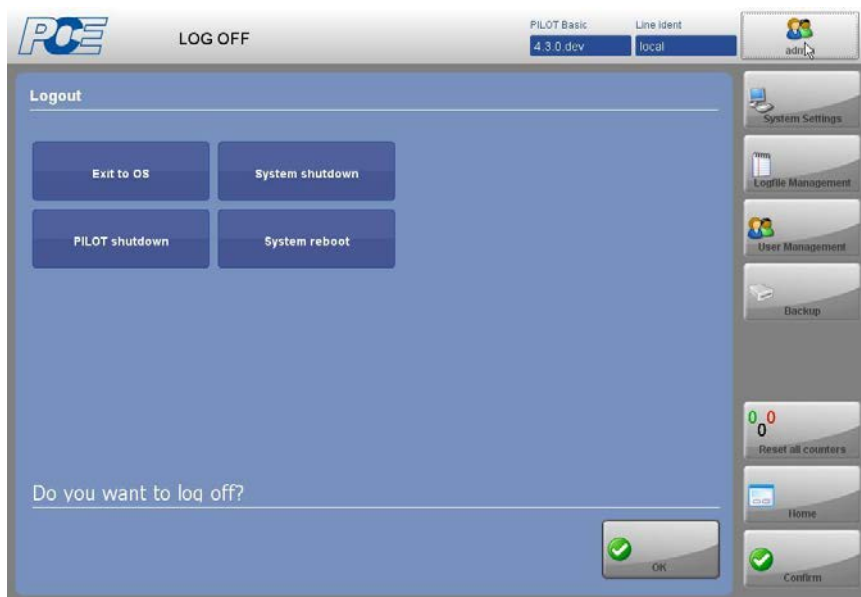 PCE
LOG OFF
PILOT Basic
Line Ident
4.3.0.dev
local
admin
Logout
Exit to OS
System shutdown
PILOT shutdown
System reboot
Do you want to log off?
OK
System Settings
Logfile Management
User Management
Backup
0 0
0
Reset all counters
Home
Confirm